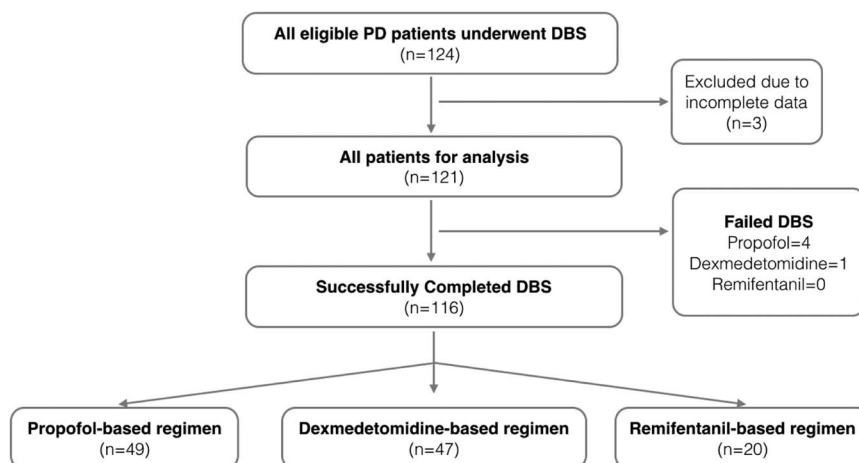 All eligible PD patients underwent DBS
(n=124)
Excluded due to
incomplete data
(n=3)
All patients for analysis
(n=121)
Failed DBS
Propofol=4
Dexmedetomidine=1
Remifentanil=0
Successfully Completed DBS
(n=116)
Propofol-based regimen
(n=49)
Dexmedetomidine-based regimen
(n=47)
Remifentanil-based regimen
(n=20)